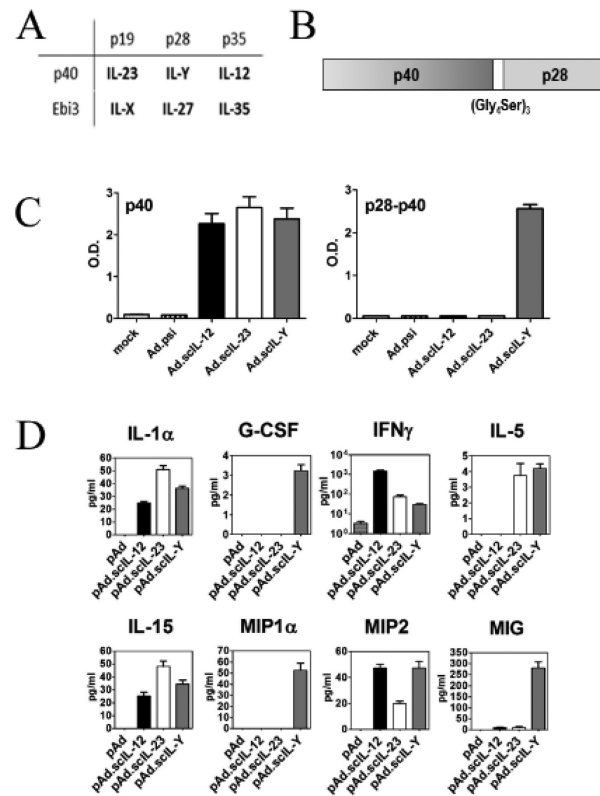 A B
p19 p28 p35
p40 IL-23 IL-Y IL-12
Ebi3 IL-X IL-27 IL-35
p40 p28
(Gly4Ser)3
C
p40
O.D.
3
2
1
0
mock Ad.psi Ad.scIL-12 Ad.scIL-23 Ad.scIL-Y
p28-p40
O.D.
3
2
1
0
mock Ad.psi Ad.scIL-12 Ad.scIL-23 Ad.scIL-Y
D
IL-1α
pg/ml
60
50
40
30
20
10
0
pAd pAd.scIL-12 pAd.scIL-23 pAd.scIL-Y
G-CSF
pg/ml
4
3
2
1
0
pAd pAd.scIL-12 pAd.scIL-23 pAd.scIL-Y
IFNγ
pg/ml
10⁴
10³
10²
10¹
10⁰
pAd pAd.scIL-12 pAd.scIL-23 pAd.scIL-Y
IL-5
pg/ml
5
4
3
2
1
0
pAd pAd.scIL-12 pAd.scIL-23 pAd.scIL-Y
IL-15
pg/ml
60
50
40
30
20
10
0
pAd pAd.scIL-12 pAd.scIL-23 pAd.scIL-Y
MIP1α
pg/ml
70
60
50
40
30
20
10
0
pAd pAd.scIL-12 pAd.scIL-23 pAd.scIL-Y
MIP2
pg/ml
60
40
20
0
pAd pAd.scIL-12 pAd.scIL-23 pAd.scIL-Y
MIG
pg/ml
350
300
250
200
150
100
50
0
pAd pAd.scIL-12 pAd.scIL-23 pAd.scIL-Y